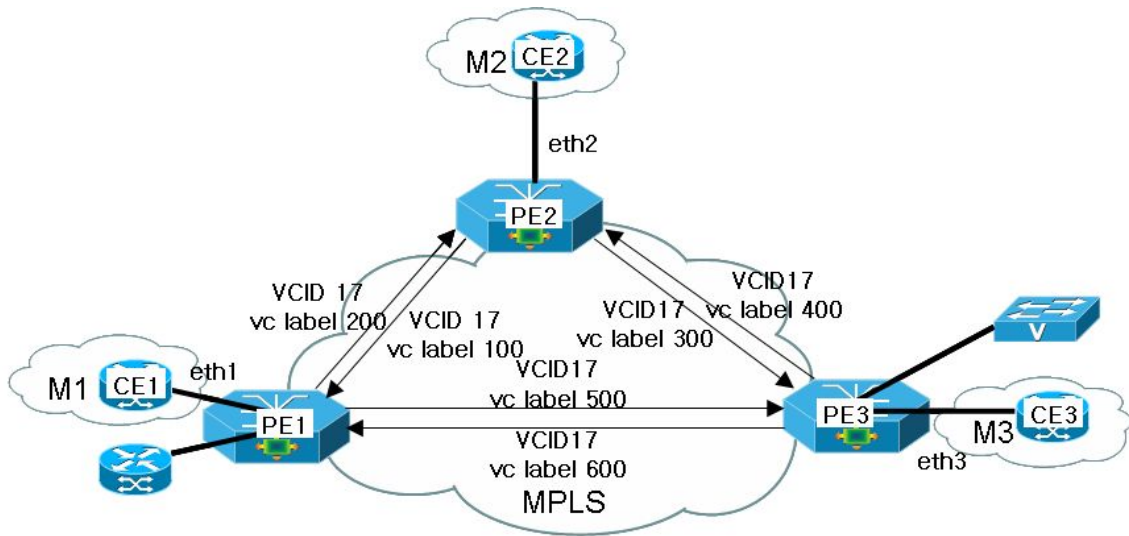 M2
CE2
eth2
PE2
VCID 17
vc label 200
VCID 17
vc label 100
VCID17
vc label 300
VCID17
vc label 400
V
M1
CE1
eth1
PE1
VCID17
vc label 500
VCID17
vc label 600
PE3
CE3
M3
eth3
MPLS